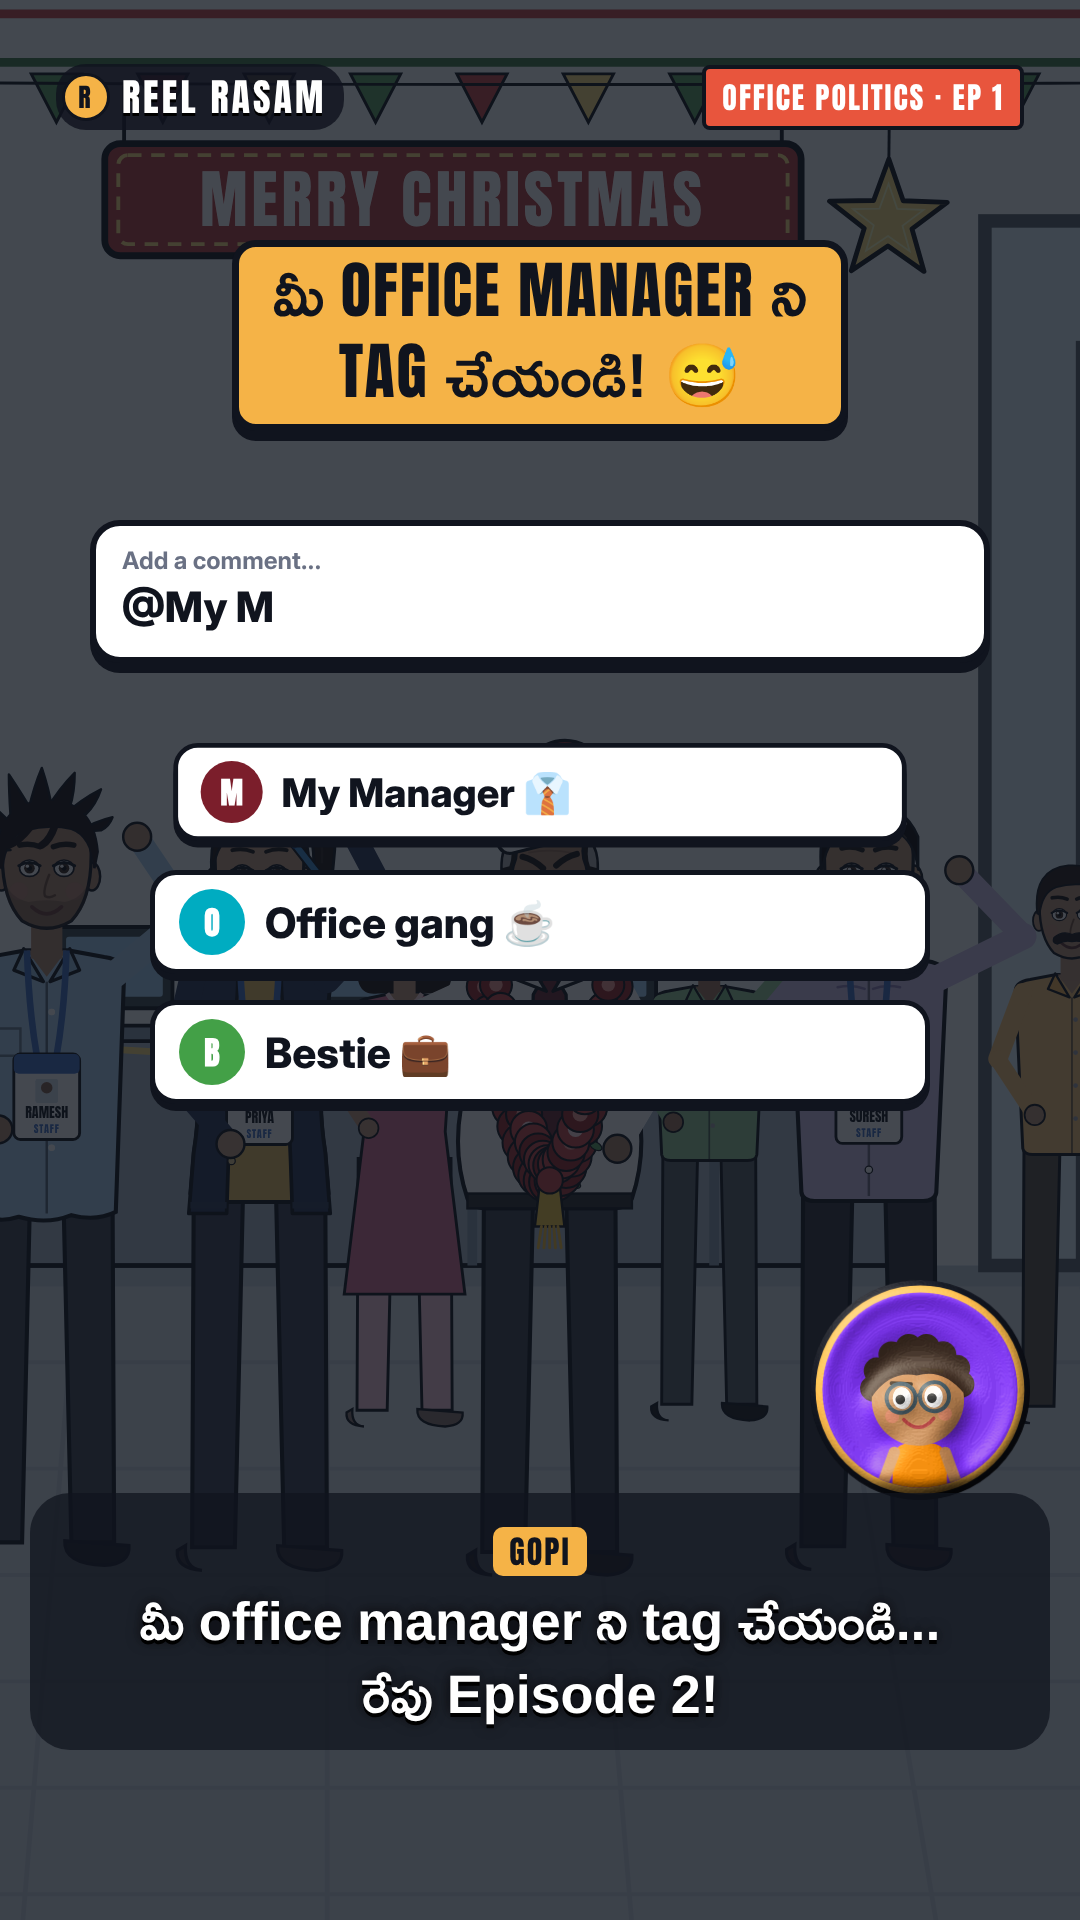 R REEL RASAM
OFFICE POLITICS · EP 1
MERRY CHRISTMAS
మీ OFFICE MANAGER ని
TAG చేయండి! 😅
Add a comment...
@My M
M My Manager 👔
O Office gang ☕
B Bestie 💼
RAMESH
STAFF
PRIYA
STAFF
SURESH
STAFF
GOPI
మీ office manager ని tag చేయండి...
రేపు Episode 2!